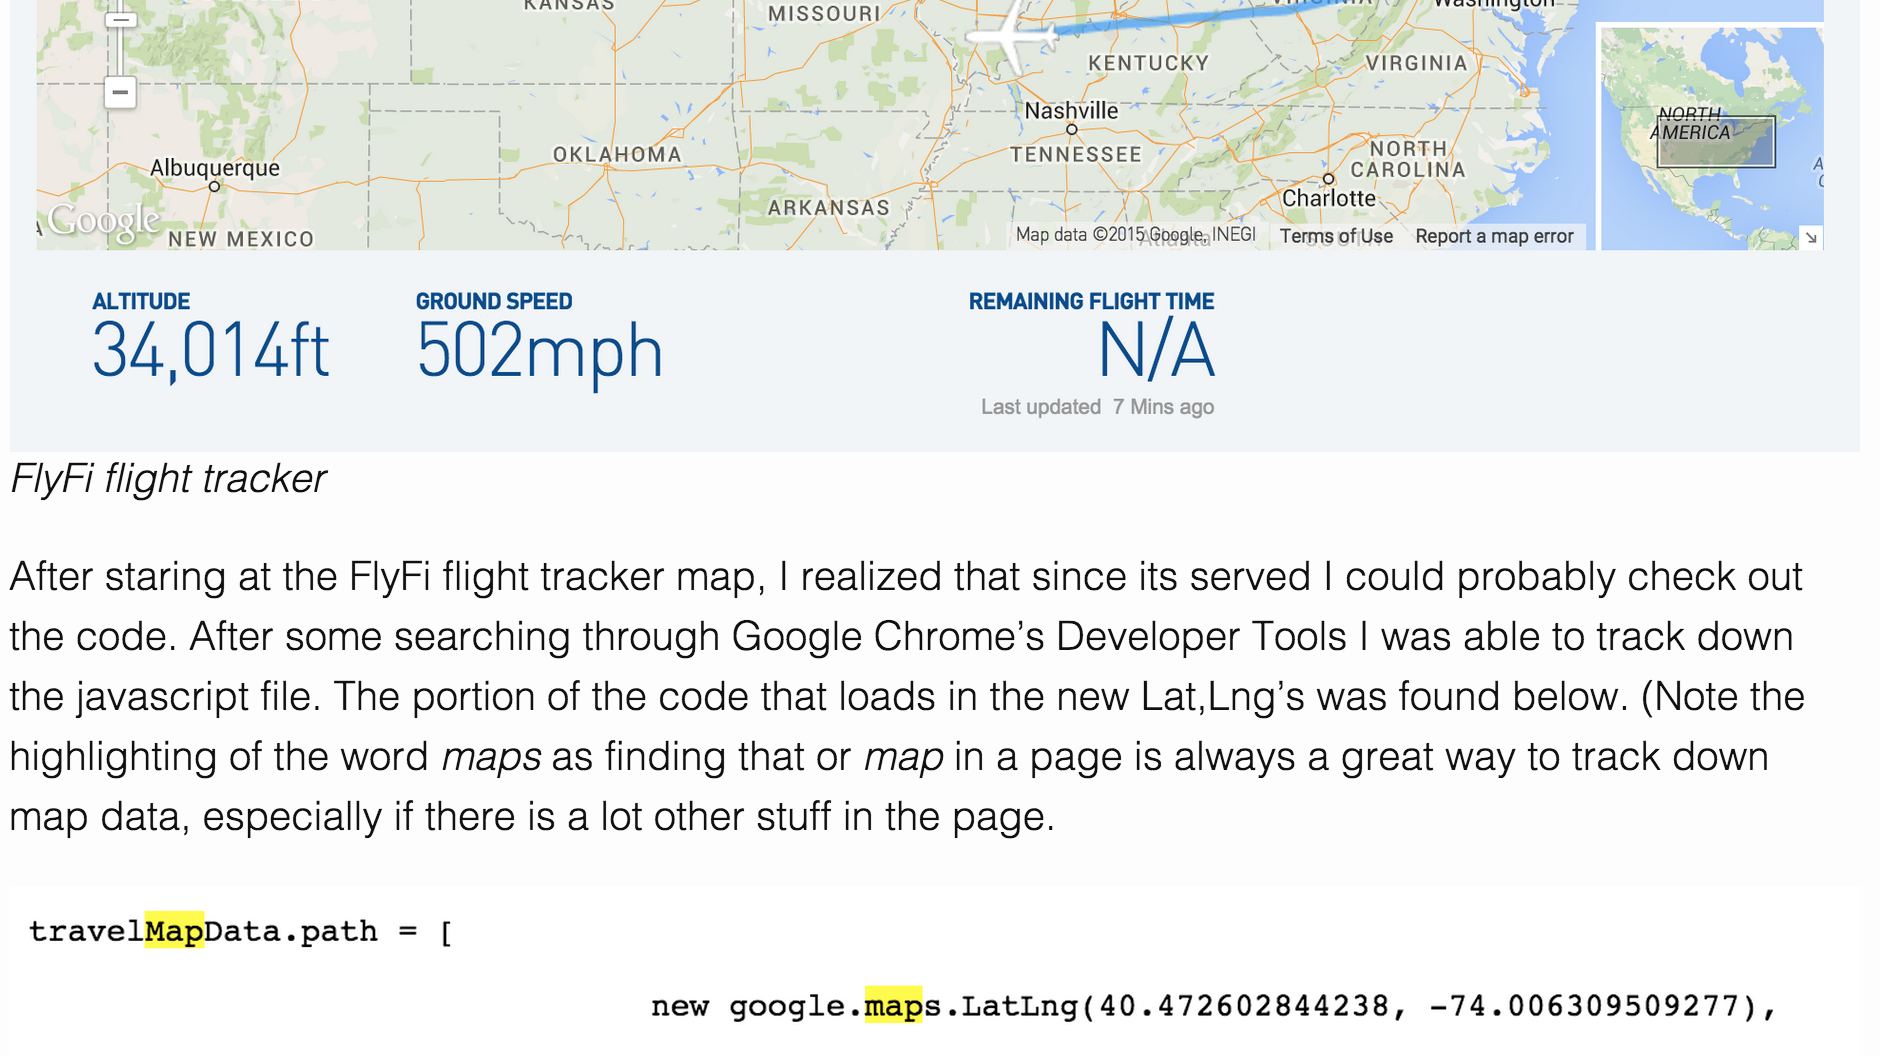 KANSAS
MISSOURI
VIRGINIA
Washington
KENTUCKY
VIRGINIA
Nashville
NORTH
AMERICA
Albuquerque
OKLAHOMA
TENNESSEE
NORTH
CAROLINA
Charlotte
ARKANSAS
Google
NEW MEXICO
Map data ©2015 Google, INEGI
Terms of Use
Report a map error
Atlanta
ALTITUDE
34,014ft
GROUND SPEED
502mph
REMAINING FLIGHT TIME
N/A
Last updated 7 Mins ago
FlyFi flight tracker
After staring at the FlyFi flight tracker map, I realized that since its served I could probably check out
the code. After some searching through Google Chrome’s Developer Tools I was able to track down
the javascript file. The portion of the code that loads in the new Lat,Lng’s was found below. (Note the
highlighting of the word maps as finding that or map in a page is always a great way to track down
map data, especially if there is a lot other stuff in the page.
travelMapData.path = [
new google.maps.LatLng(40.472602844238, -74.006309509277),